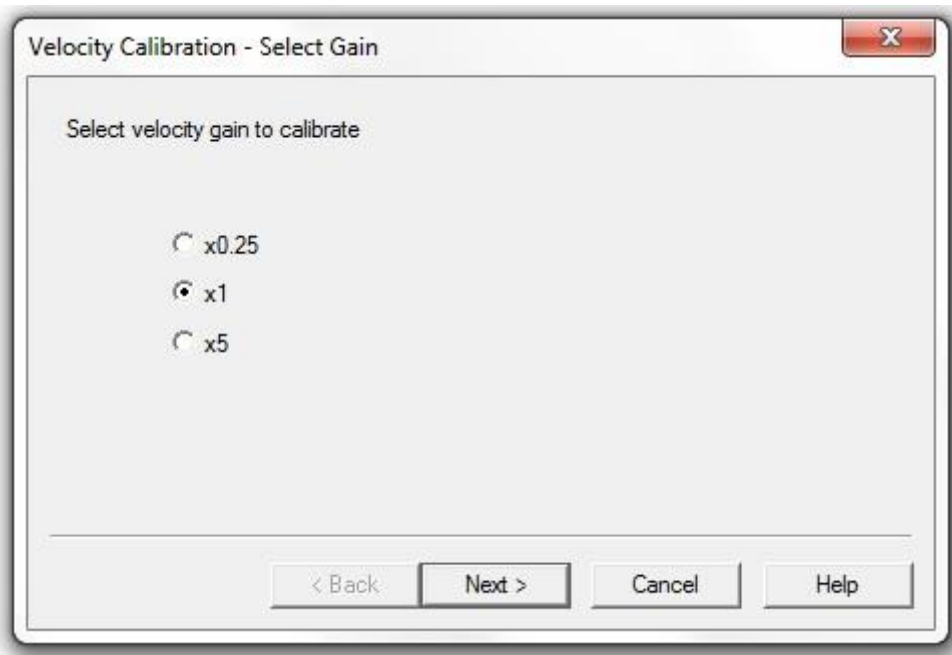 Velocity Calibration - Select Gain
Select velocity gain to calibrate
x0.25
x1
x5
< Back Next > Cancel Help